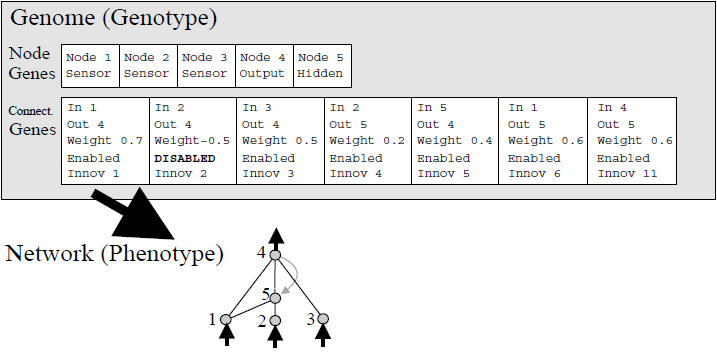 Genome (Genotype)
Node Genes
Node 1 Node 2 Node 3 Node 4 Node 5
Sensor Sensor Sensor Output Hidden
Connect. Genes
In 1 In 2 In 3 In 2 In 5 In 1 In 4
Out 4 Out 4 Out 4 Out 5 Out 4 Out 5 Out 5
Weight 0.7 Weight-0.5 Weight 0.5 Weight 0.2 Weight 0.4 Weight 0.6 Weight 0.6
Enabled DISABLED Enabled Enabled Enabled Enabled Enabled
Innov 1 Innov 2 Innov 3 Innov 4 Innov 5 Innov 6 Innov 11
Network (Phenotype)
4
5
1 2 3